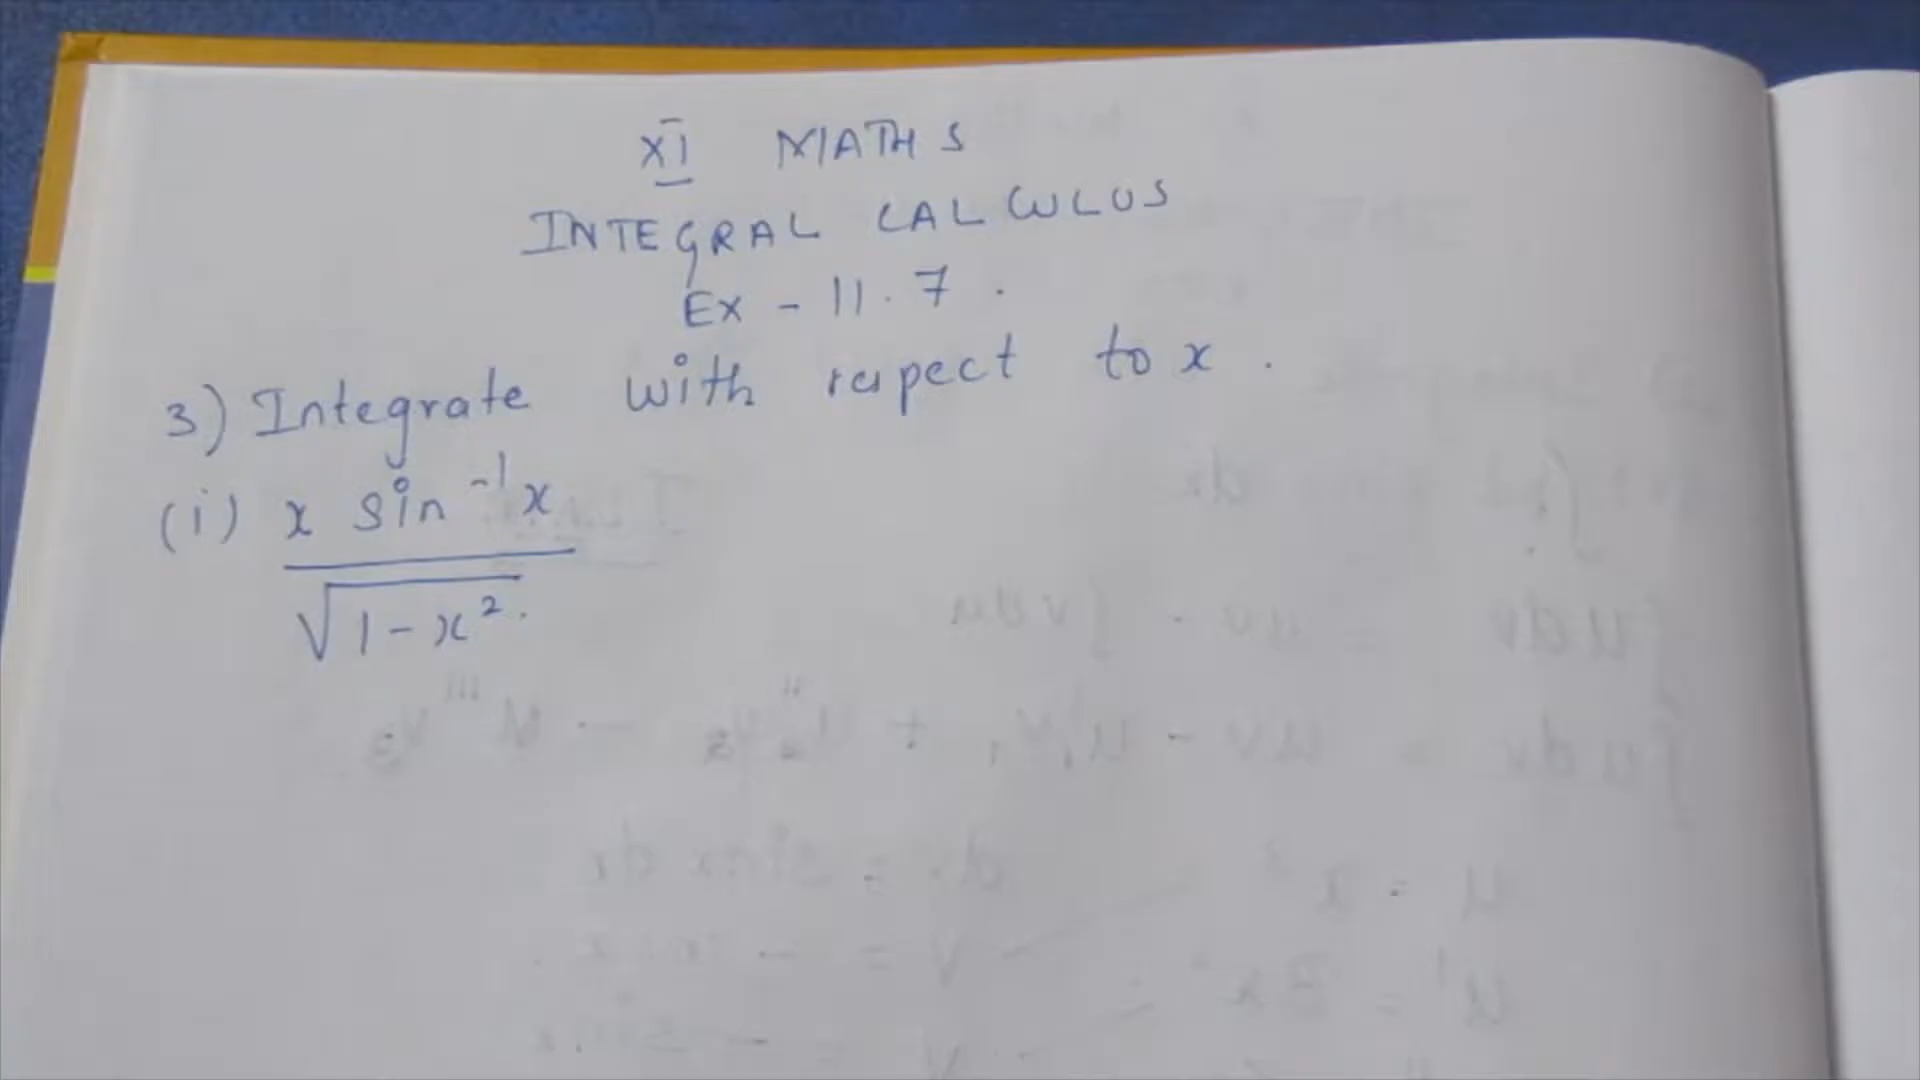 XI MATHS
INTEGRAL CALCULUS
Ex - 11.7.
3) Integrate with respect to x.
(i) x sin⁻¹x
√1-x².